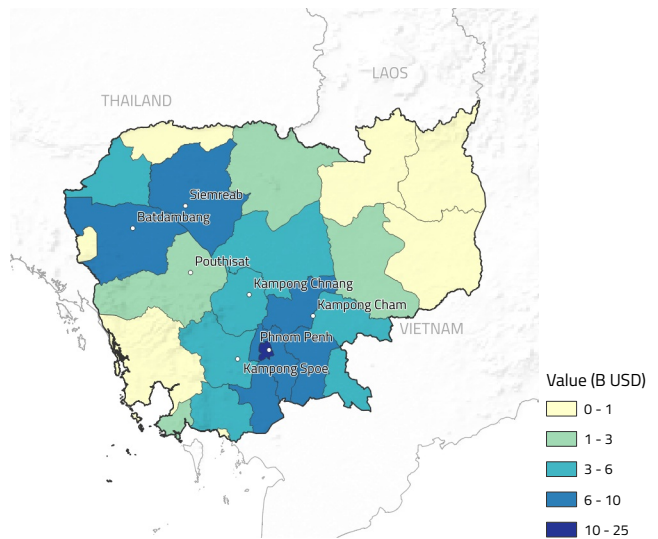 LAOS
THAILAND
Siemreab
Batdambang
Pouthisat
Kampong Chnang
Kampong Cham
VIETNAM
Phnom Penh
Kampong Spoe
Value (B USD)
0 - 1
1 - 3
3 - 6
6 - 10
10 - 25